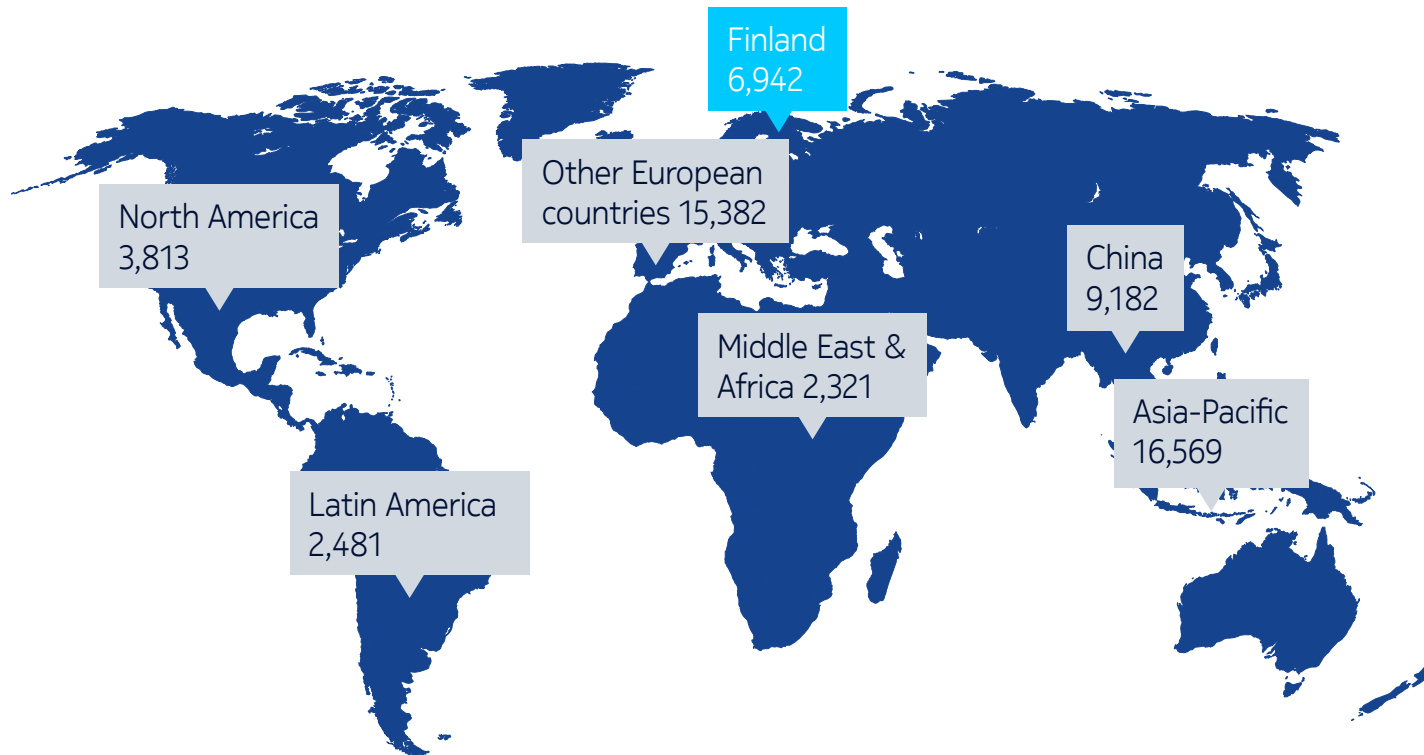 Finland
6,942
Other European
countries 15,382
North America
3,813
China
9,182
Middle East &
Africa 2,321
Asia-Pacific
16,569
Latin America
2,481